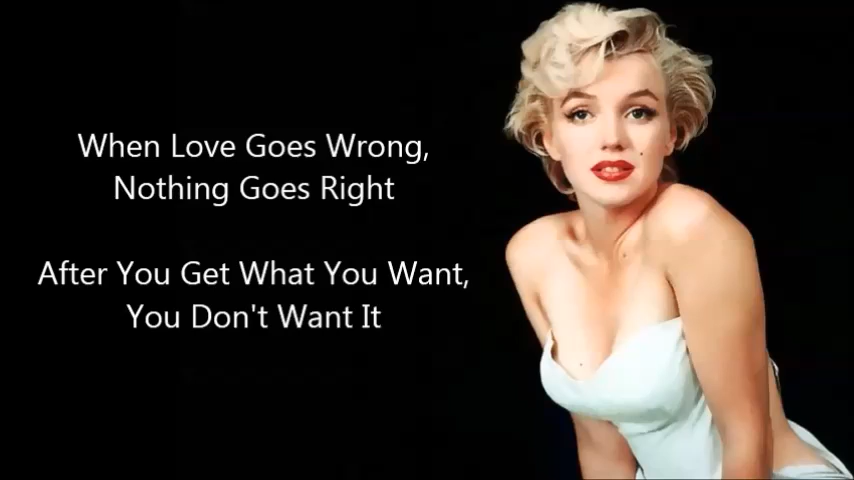 When Love Goes Wrong,
Nothing Goes Right
After You Get What You Want,
You Don't Want It